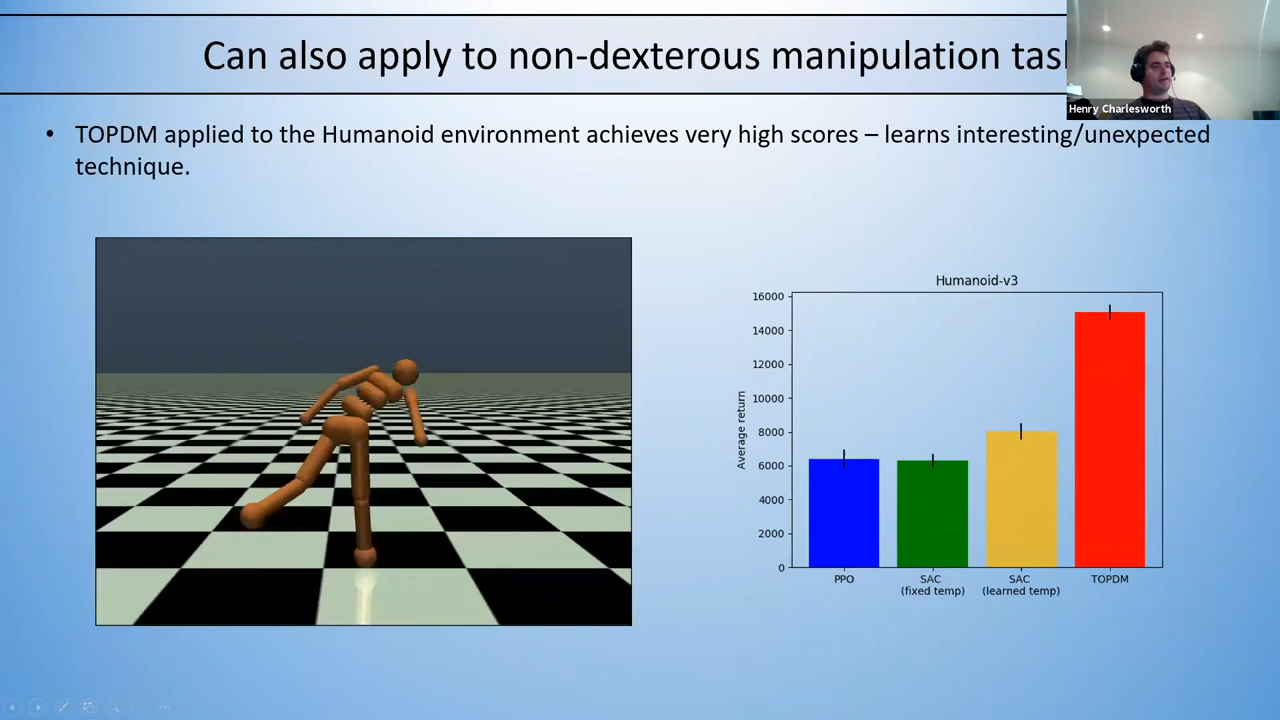 Can also apply to non-dexterous manipulation
Henry Charlesworth
• TOPDM applied to the Humanoid environment achieves very high scores – learns interesting/unexpected
technique.
Humanoid-v3
Average return
16000
14000
12000
10000
8000
6000
4000
2000
0
PPO
SAC
(fixed temp)
SAC
(learned temp)
TOPDM